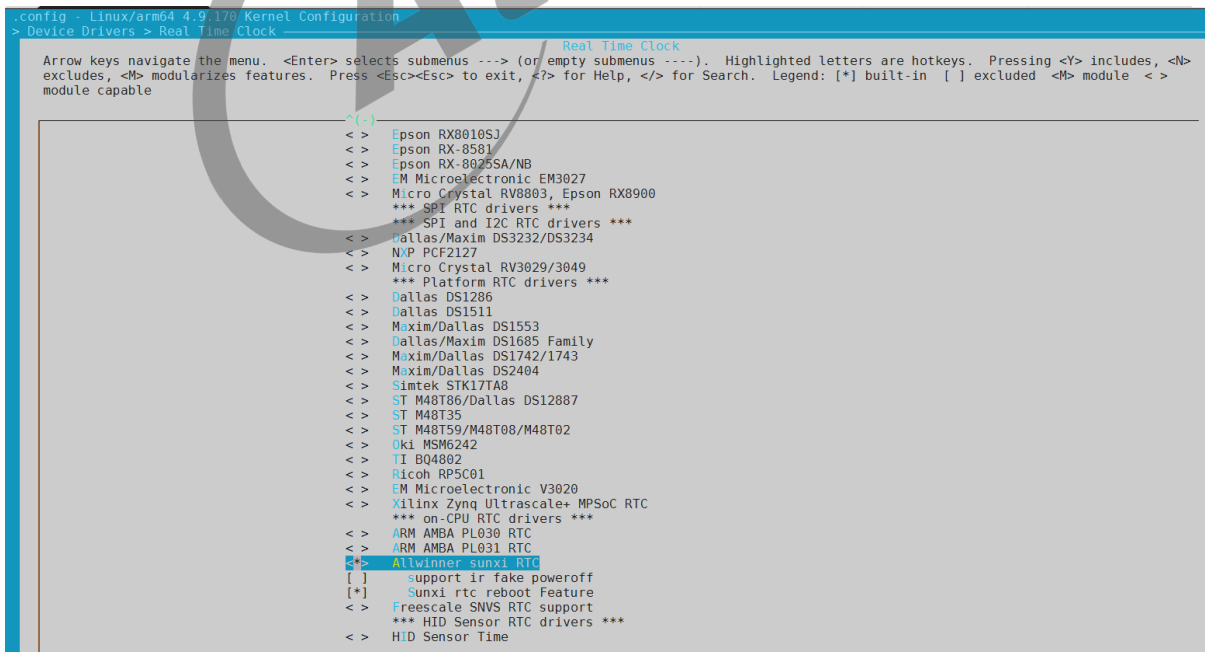 .config - Linux/arm64 4.9.170 Kernel Configuration
> Device Drivers > Real Time Clock
Real Time Clock
Arrow keys navigate the menu.  <Enter> selects submenus ---> (or empty submenus ----).  Highlighted letters are hotkeys.  Pressing <Y> includes, <N>
excludes, <M> modularizes features.  Press <Esc><Esc> to exit, <?> for Help, </> for Search.  Legend: [*] built-in  [ ] excluded  <M> module  < >
module capable
^(-)
< >   Epson RX8010SJ
< >   Epson RX-8581
< >   Epson RX-8025SA/NB
< >   EM Microelectronic EM3027
< >   Micro Crystal RV8803, Epson RX8900
*** SPI RTC drivers ***
*** SPI and I2C RTC drivers ***
< >   Dallas/Maxim DS3232/DS3234
< >   NXP PCF2127
< >   Micro Crystal RV3029/3049
*** Platform RTC drivers ***
< >   Dallas DS1286
< >   Dallas DS1511
< >   Maxim/Dallas DS1553
< >   Dallas/Maxim DS1685 Family
< >   Maxim/Dallas DS1742/1743
< >   Maxim/Dallas DS2404
< >   Simtek STK17TA8
< >   ST M48T86/Dallas DS12887
< >   ST M48T35
< >   ST M48T59/M48T08/M48T02
< >   Oki MSM6242
< >   TI BQ4802
< >   Ricoh RP5C01
< >   EM Microelectronic V3020
< >   Xilinx Zynq Ultrascale+ MPSoC RTC
*** on-CPU RTC drivers ***
< >   ARM AMBA PL030 RTC
< >   ARM AMBA PL031 RTC
<*>   Allwinner sunxi RTC
[ ]     support ir fake poweroff
[*]     Sunxi rtc reboot Feature
< >   Freescale SNVS RTC support
*** HID Sensor RTC drivers ***
< >   HID Sensor Time